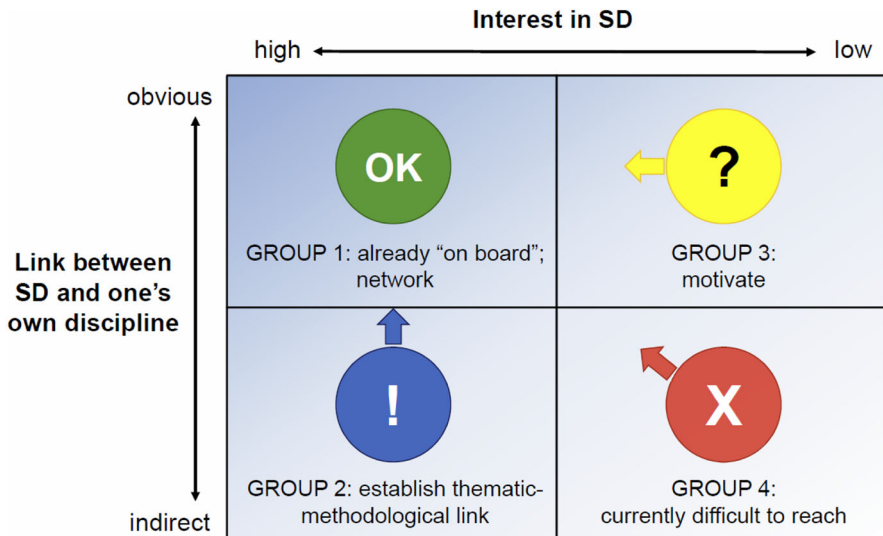 Interest in SD
high
low
obvious
Link between
SD and one’s
own discipline
indirect
OK
GROUP 1: already “on board”;
network
?
GROUP 3:
motivate
!
GROUP 2: establish thematic-
methodological link
X
GROUP 4:
currently difficult to reach